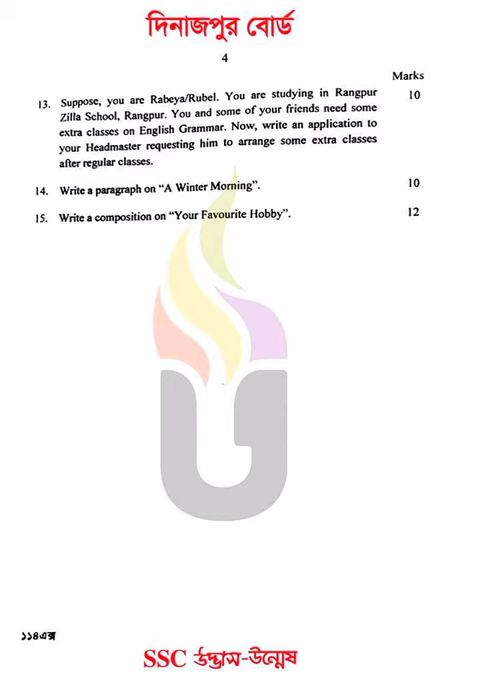 দিনাজপুর বোর্ড
4
Marks
13. Suppose, you are Rabeya/Rubel. You are studying in Rangpur 10
Zilla School, Rangpur. You and some of your friends need some
extra classes on English Grammar. Now, write an application to
your Headmaster requesting him to arrange some extra classes
after regular classes.
14. Write a paragraph on “A Winter Morning”. 10
15. Write a composition on “Your Favourite Hobby”. 12
১১৪এক্স
SSC উদ্ভাস-উন্মেষ